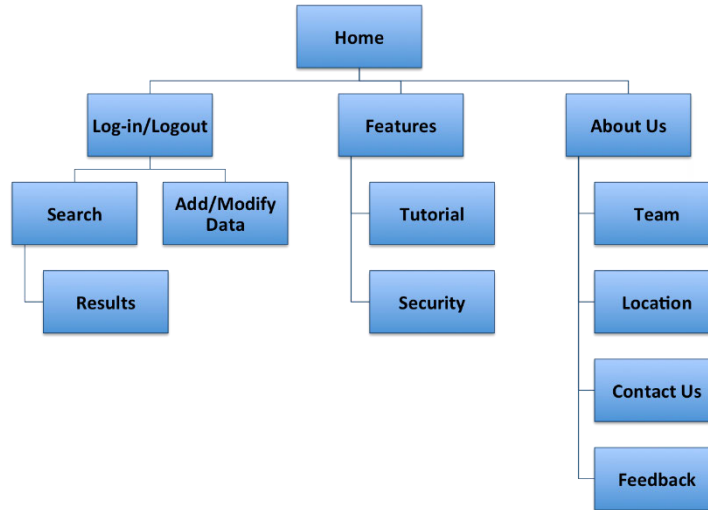 Home
Log-in/Logout
Features
About Us
Search
Add/Modify
Data
Tutorial
Team
Results
Security
Location
Contact Us
Feedback